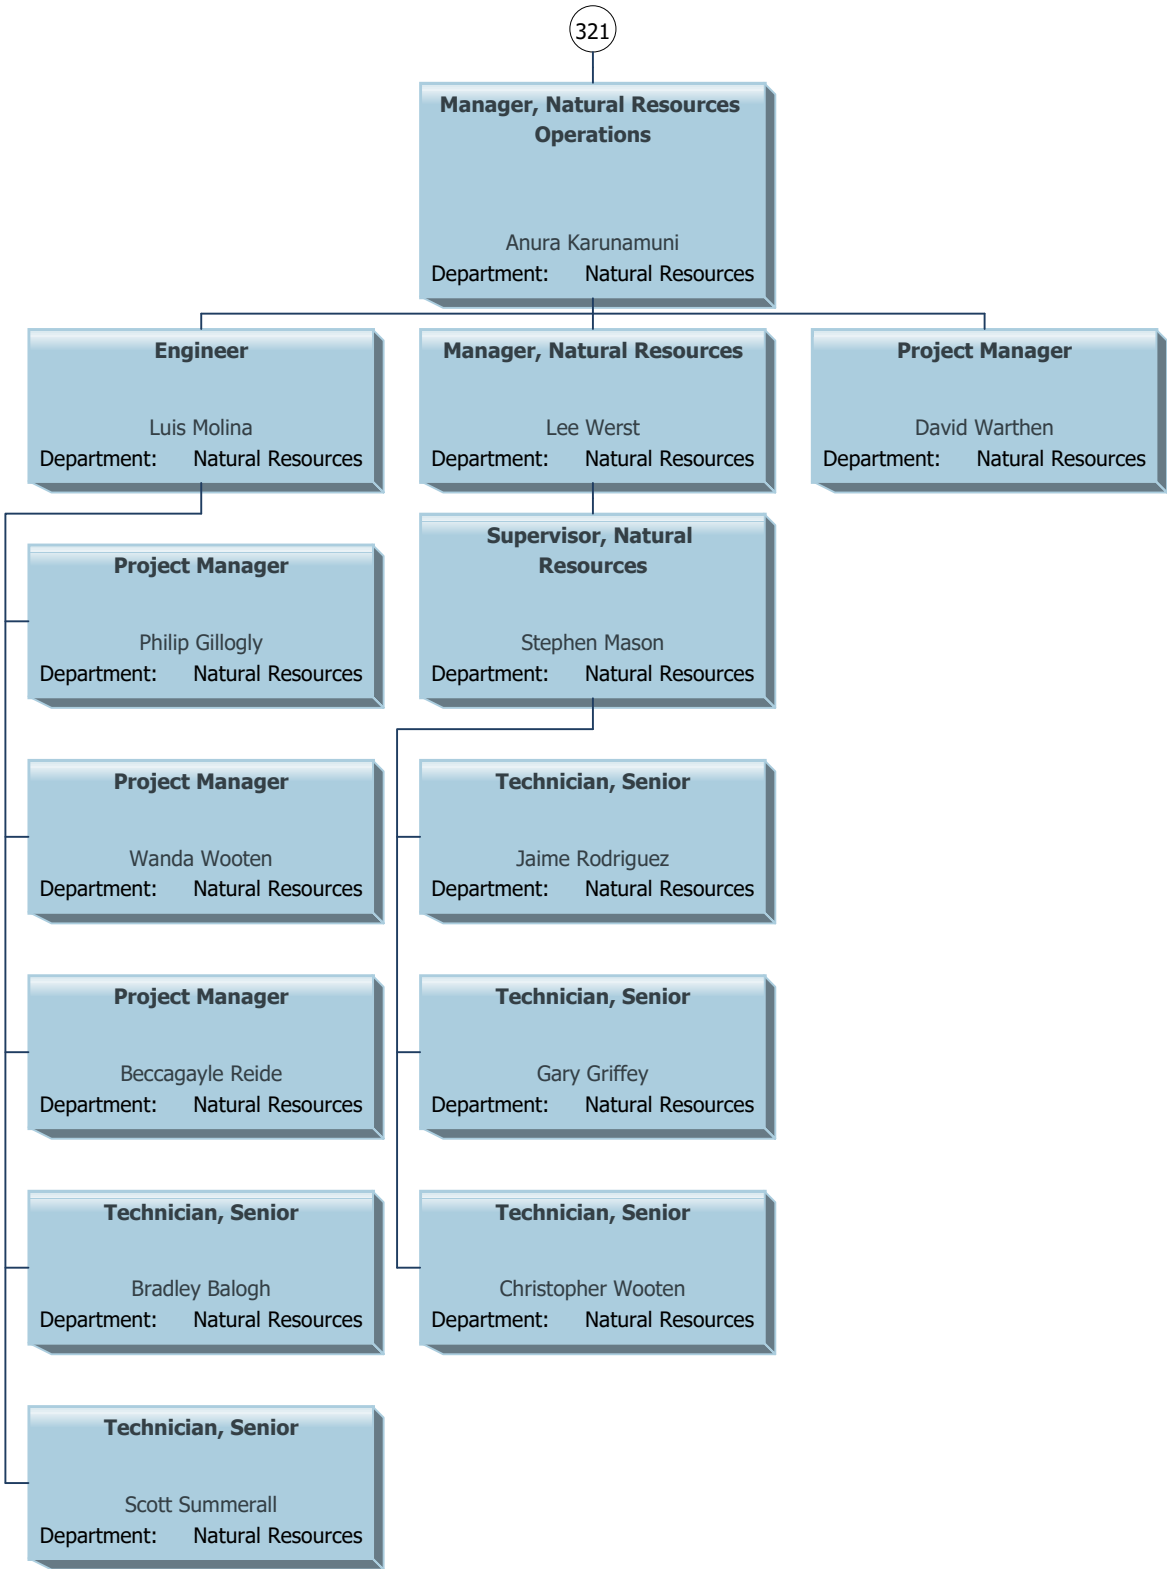 321
Manager, Natural Resources
Operations
Anura Karunamuni
Department: Natural Resources
Engineer
Luis Molina
Department: Natural Resources
Manager, Natural Resources
Lee Werst
Department: Natural Resources
Project Manager
David Warthen
Department: Natural Resources
Project Manager
Philip Gillogly
Department: Natural Resources
Supervisor, Natural
Resources
Stephen Mason
Department: Natural Resources
Project Manager
Wanda Wooten
Department: Natural Resources
Technician, Senior
Jaime Rodriguez
Department: Natural Resources
Project Manager
Beccagayle Reide
Department: Natural Resources
Technician, Senior
Gary Griffey
Department: Natural Resources
Technician, Senior
Bradley Balogh
Department: Natural Resources
Technician, Senior
Christopher Wooten
Department: Natural Resources
Technician, Senior
Scott Summerall
Department: Natural Resources